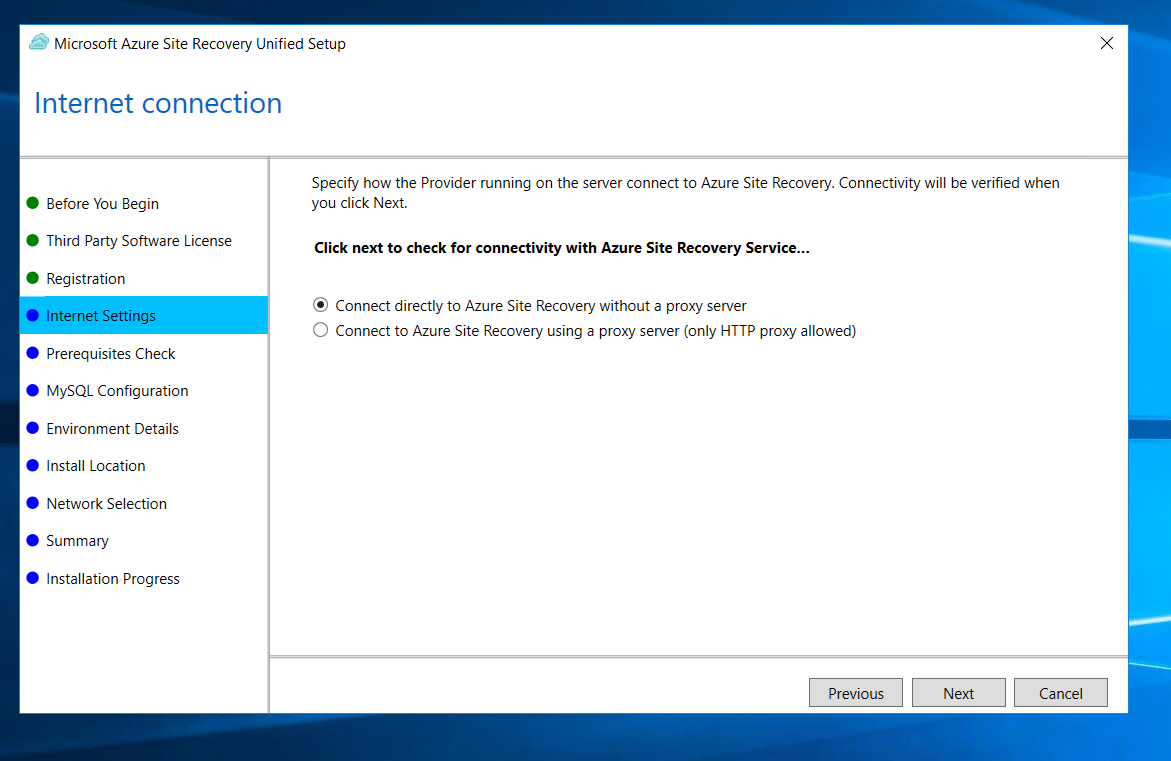 Microsoft Azure Site Recovery Unified Setup
Internet connection
Before You Begin
Third Party Software License
Registration
Internet Settings
Prerequisites Check
MySQL Configuration
Environment Details
Install Location
Network Selection
Summary
Installation Progress
Specify how the Provider running on the server connect to Azure Site Recovery. Connectivity will be verified when
you click Next.
Click next to check for connectivity with Azure Site Recovery Service...
Connect directly to Azure Site Recovery without a proxy server
Connect to Azure Site Recovery using a proxy server (only HTTP proxy allowed)
Previous
Next
Cancel